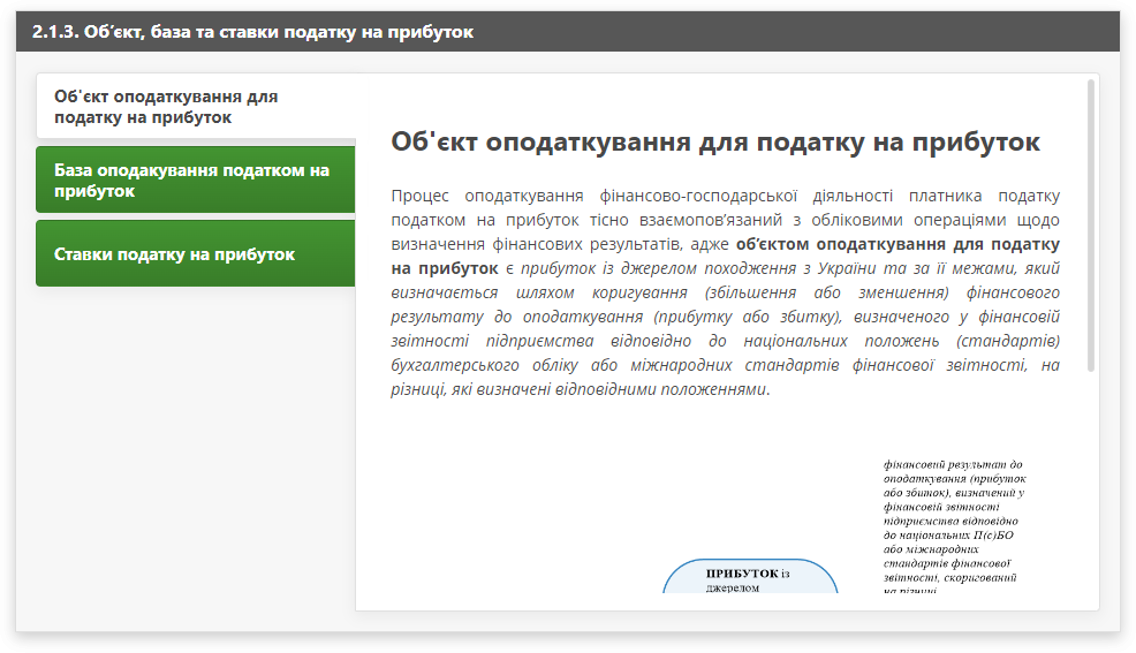 2.1.3. Об’єкт, база та ставки податку на прибуток
Об'єкт оподаткування для
податку на прибуток
База оподакування податком на
прибуток
Ставки податку на прибуток
Об'єкт оподаткування для податку на прибуток
Процес оподаткування фінансово-господарської діяльності платника податку
податком на прибуток тісно взаємопов’язаний з обліковими операціями щодо
визначення фінансових результатів, адже об’єктом оподаткування для податку
на прибуток є прибуток із джерелом походження з України та за її межами, який
визначається шляхом коригування (збільшення або зменшення) фінансового
результату до оподаткування (прибутку або збитку), визначеного у фінансовій
звітності підприємства відповідно до національних положень (стандартів)
бухгалтерського обліку або міжнародних стандартів фінансової звітності, на
різниці, які визначені відповідними положеннями.
фінансовий результат до
оподаткування (прибуток
або збиток), визначений у
фінансовій звітності
підприємства відповідно
до національних П(с)БО
або міжнародних
стандартів фінансової
звітності, скоригований
на різниці
ПРИБУТОК із
джерелом